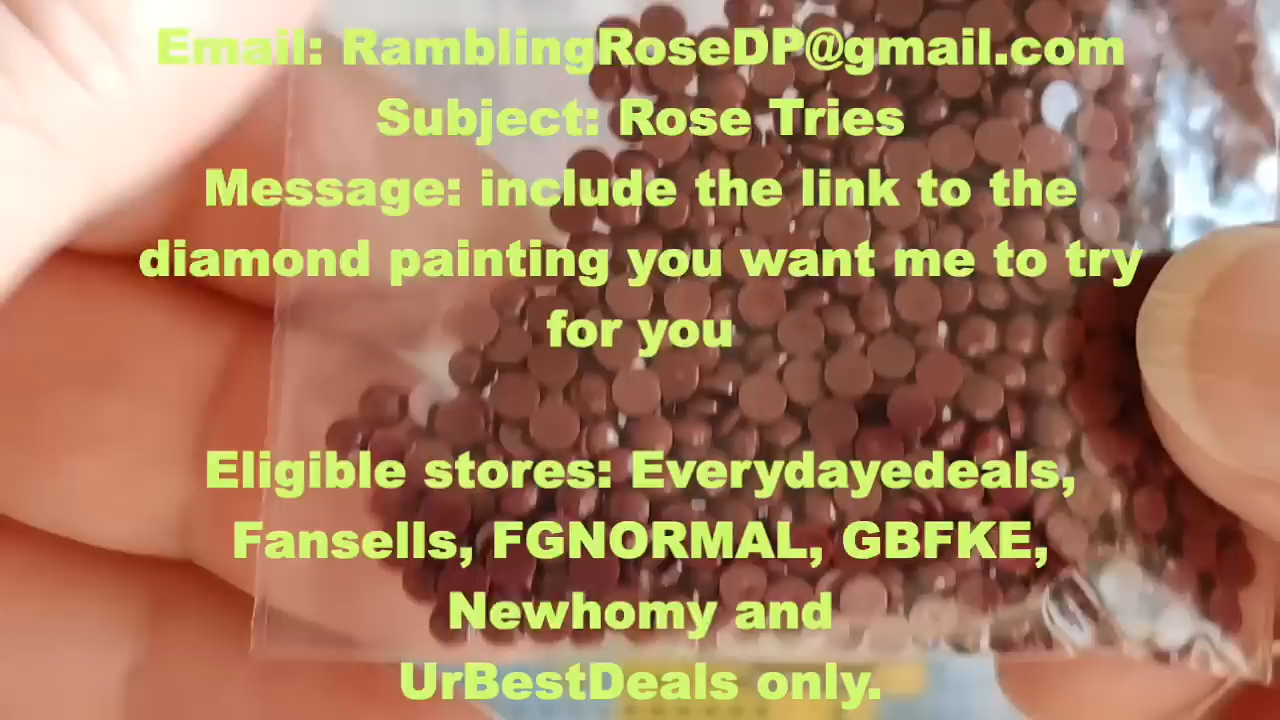 Email: RamblingRoseDP@gmail.com
Subject: Rose Tries
Message: include the link to the
diamond painting you want me to try
for you
Eligible stores: Everydayedeals,
Fansells, FGNORMAL, GBFKE,
Newhomy and
UrBestDeals only.